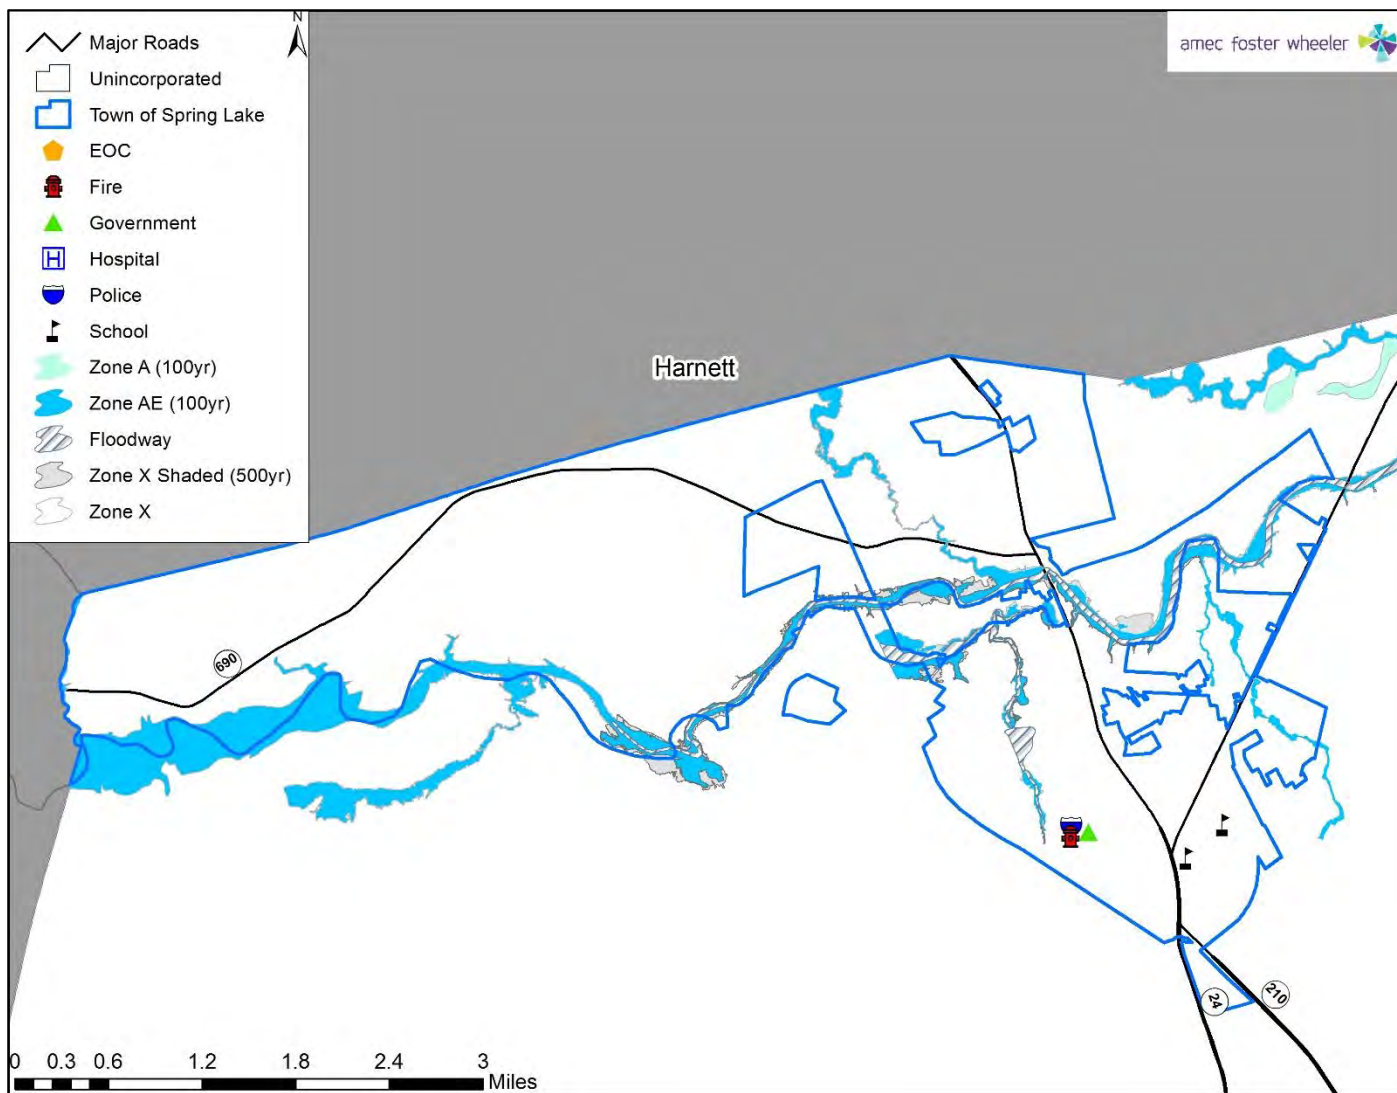 N
Major Roads
Unincorporated
Town of Spring Lake
EOC
Fire
Government
H Hospital
Police
School
Zone A (100yr)
Zone AE (100yr)
Floodway
Zone X Shaded (500yr)
Zone X
amec foster wheeler
Harnett
690
24
210
0 0.3 0.6 1.2 1.8 2.4 3
Miles